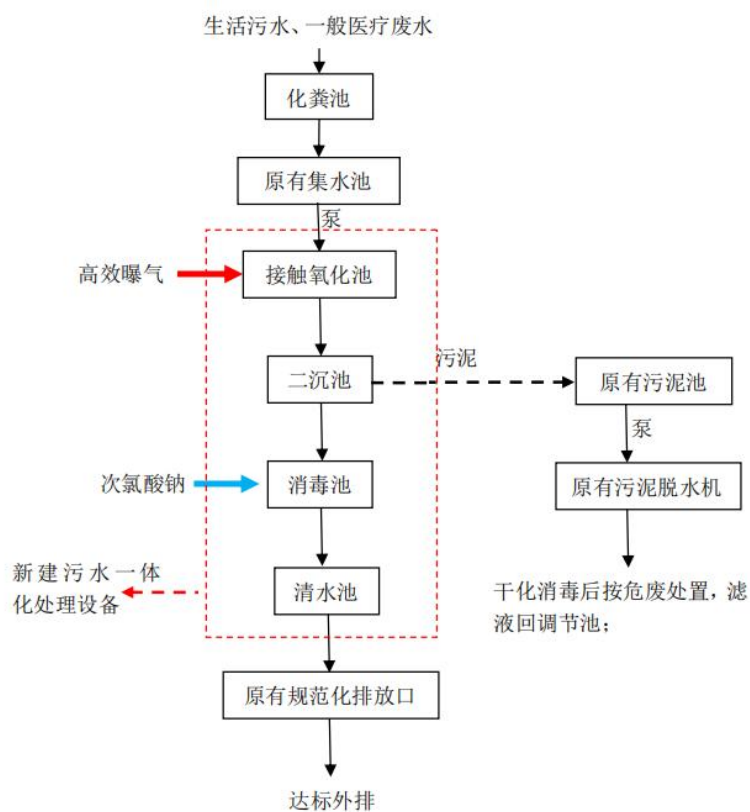 生活污水、一般医疗废水
化粪池
原有集水池
泵
高效曝气
接触氧化池
二沉池
污泥
原有污泥池
泵
次氯酸钠
消毒池
原有污泥脱水机
新建污水一体
化处理设备
清水池
干化消毒后按危废处置，滤
液回调节池；
原有规范化排放口
达标外排